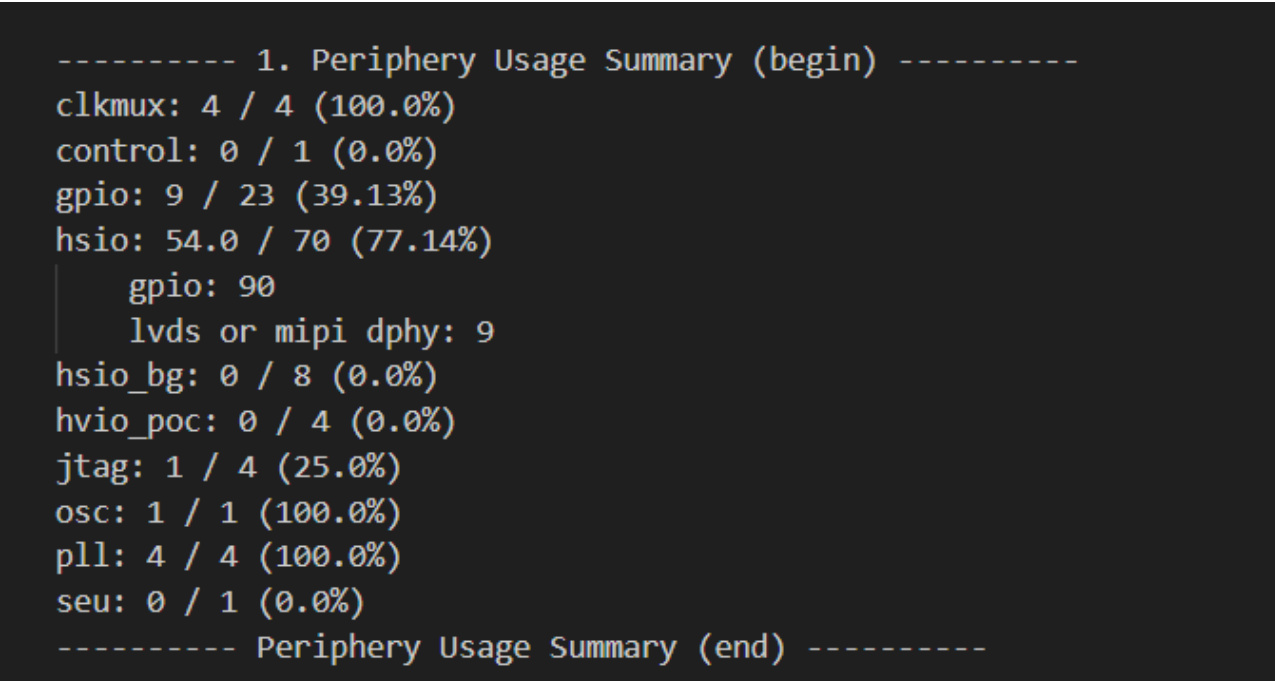 ---------- 1. Periphery Usage Summary (begin) ----------
clkmux: 4 / 4 (100.0%)
control: 0 / 1 (0.0%)
gpio: 9 / 23 (39.13%)
hsio: 54.0 / 70 (77.14%)
gpio: 90
lvds or mipi dphy: 9
hsio_bg: 0 / 8 (0.0%)
hvio_poc: 0 / 4 (0.0%)
jtag: 1 / 4 (25.0%)
osc: 1 / 1 (100.0%)
pll: 4 / 4 (100.0%)
seu: 0 / 1 (0.0%)
---------- Periphery Usage Summary (end) ----------